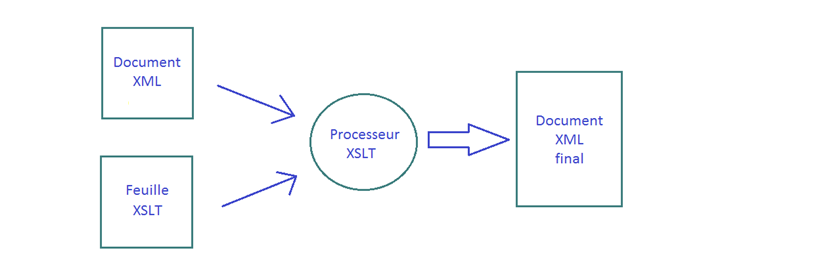 Document
XML
Feuille
XSLT
Processeur
XSLT
Document
XML
final